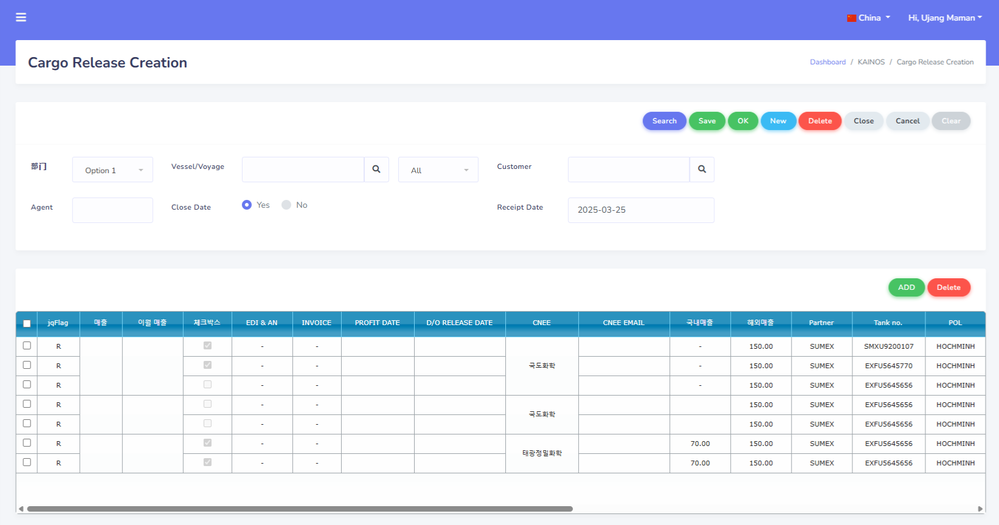 China
Hi, Ujang Maman
Cargo Release Creation
Dashboard / KAINOS / Cargo Release Creation
Search Save OK New Delete Close Cancel Clear
部门 Option 1 Vessel/Voyage All Customer
Agent Close Date Yes No Receipt Date 2025-03-25
ADD Delete
jqFlag 매출 이월 매출 체크박스 EDI & AN INVOICE PROFIT DATE D/O RELEASE DATE CNEE CNEE EMAIL 국내매출 해외매출 Partner Tank no. POL
R - - - 150.00 SUMEX SMXU9200107 HOCHMINH
R - - 국도화학 - 150.00 SUMEX EXFU5645770 HOCHMINH
R - - - 150.00 SUMEX EXFU5645656 HOCHMINH
R - - 150.00 SUMEX EXFU5645656 HOCHMINH
국도화학
R - - 150.00 SUMEX EXFU5645656 HOCHMINH
R - - 70.00 150.00 SUMEX EXFU5645656 HOCHMINH
태광정밀화학
R - - 70.00 150.00 SUMEX EXFU5645656 HOCHMINH